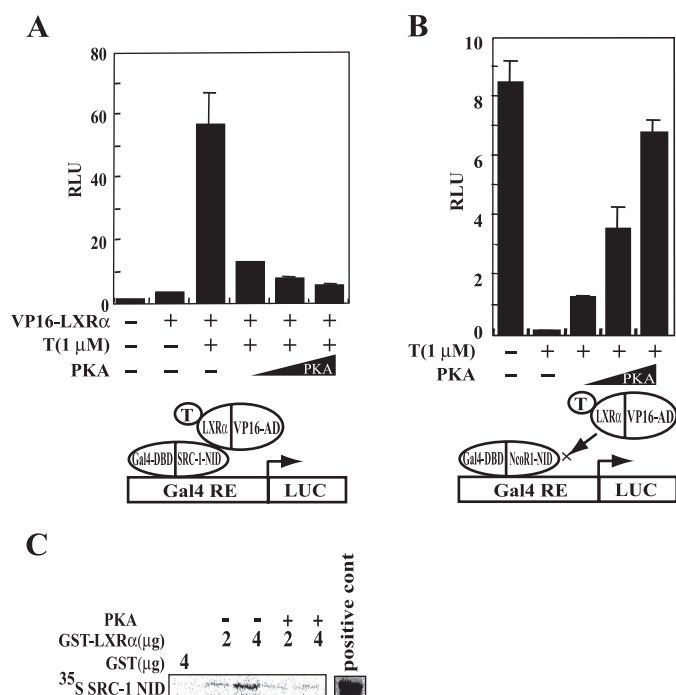 A
80
60
40
20
0
RLU
VP16-LXRα – + + + + +
T(1 μM) – – + + + +
PKA – – – PKA
T
LXRα VP16-AD
Gal4-DBD SRC-1-NID
Gal4 RE LUC
B
10
8
6
4
2
0
RLU
T(1 μM) – + + + +
PKA – – PKA
T
LXRα VP16-AD
Gal4-DBD NcoR1-NID ×
Gal4 RE LUC
C
positive cont
PKA - - + +
GST-LXRα(μg) 2 4 2 4
GST(μg) 4
35S SRC-1 NID